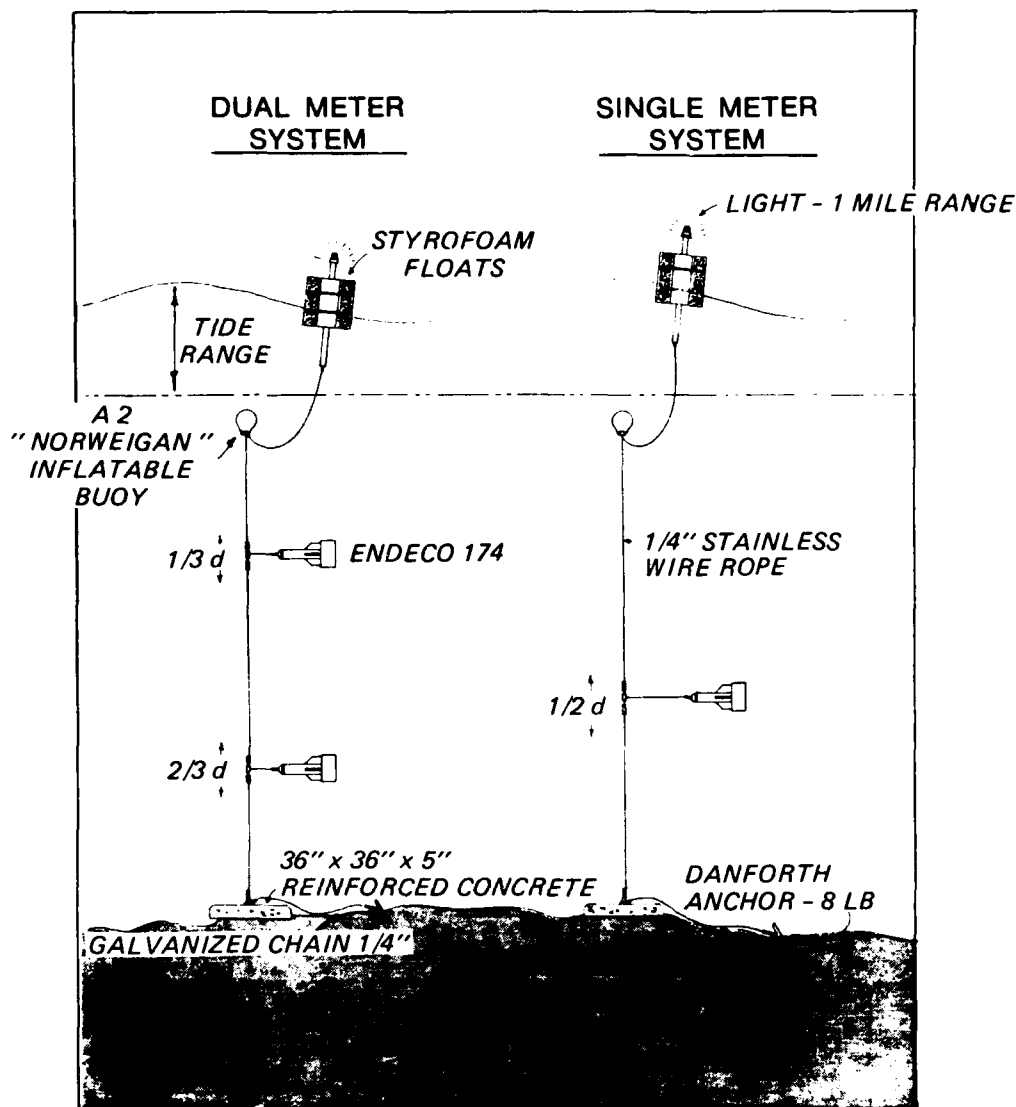 DUAL METER
SYSTEM
SINGLE METER
SYSTEM
LIGHT - 1 MILE RANGE
STYROFOAM
FLOATS
TIDE
RANGE
A 2
"NORWEIGAN"
INFLATABLE
BUOY
1/3 d
ENDECO 174
1/4" STAINLESS
WIRE ROPE
1/2 d
2/3 d
36" x 36" x 5"
REINFORCED CONCRETE
DANFORTH
ANCHOR - 8 LB
GALVANIZED CHAIN 1/4"